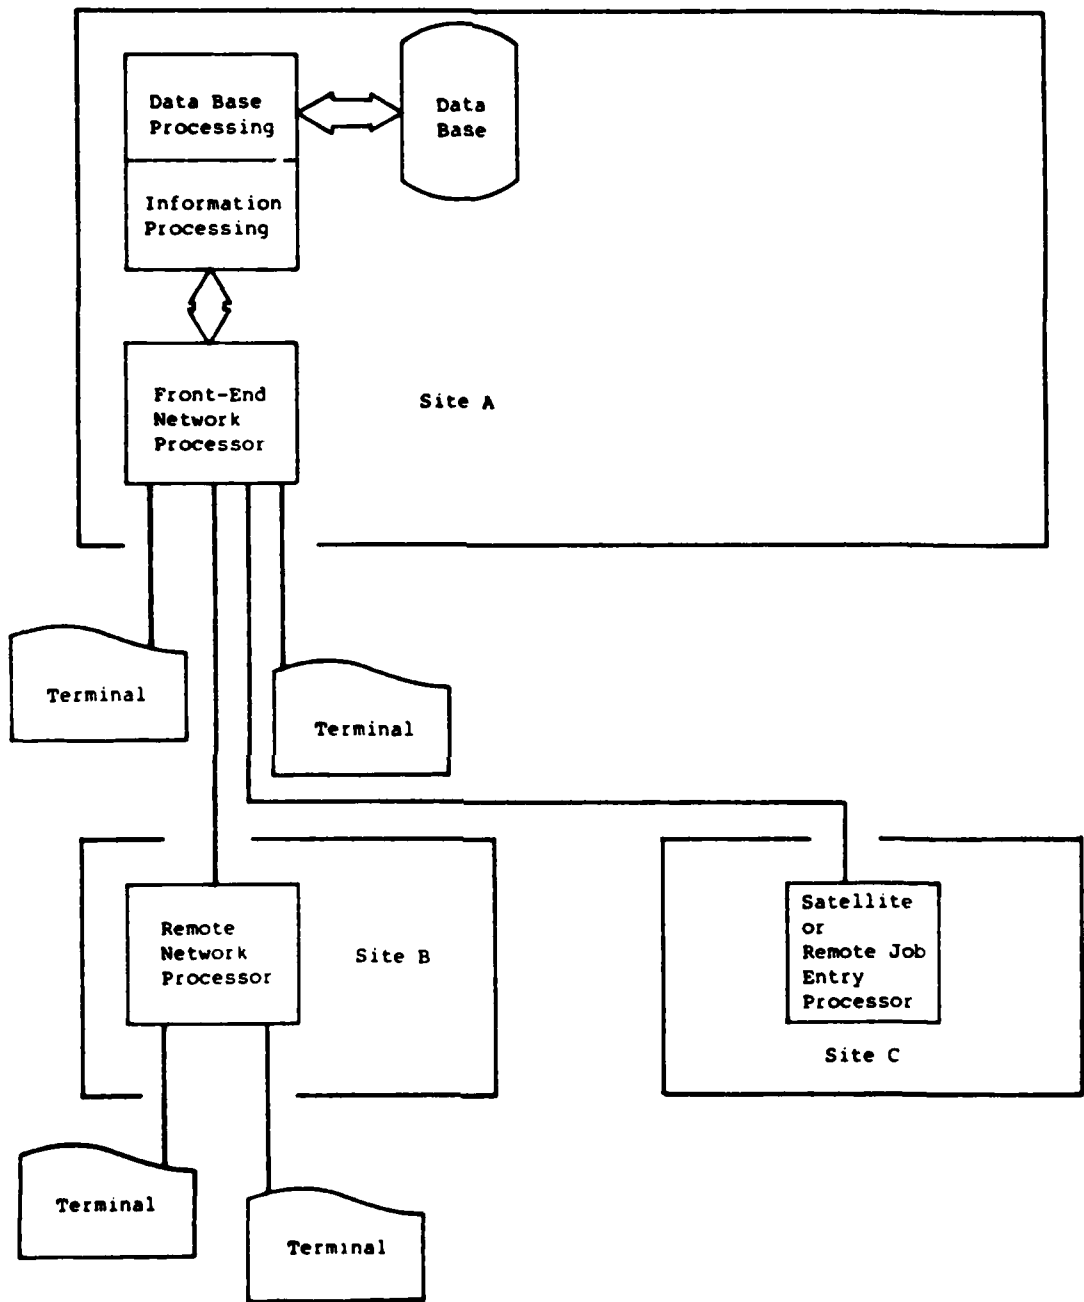 Data Base
Processing
Data
Base
Information
Processing
Front-End
Network
Processor
Site A
Terminal
Terminal
Remote
Network
Processor
Site B
Satellite
or
Remote Job
Entry
Processor
Site C
Terminal
Terminal